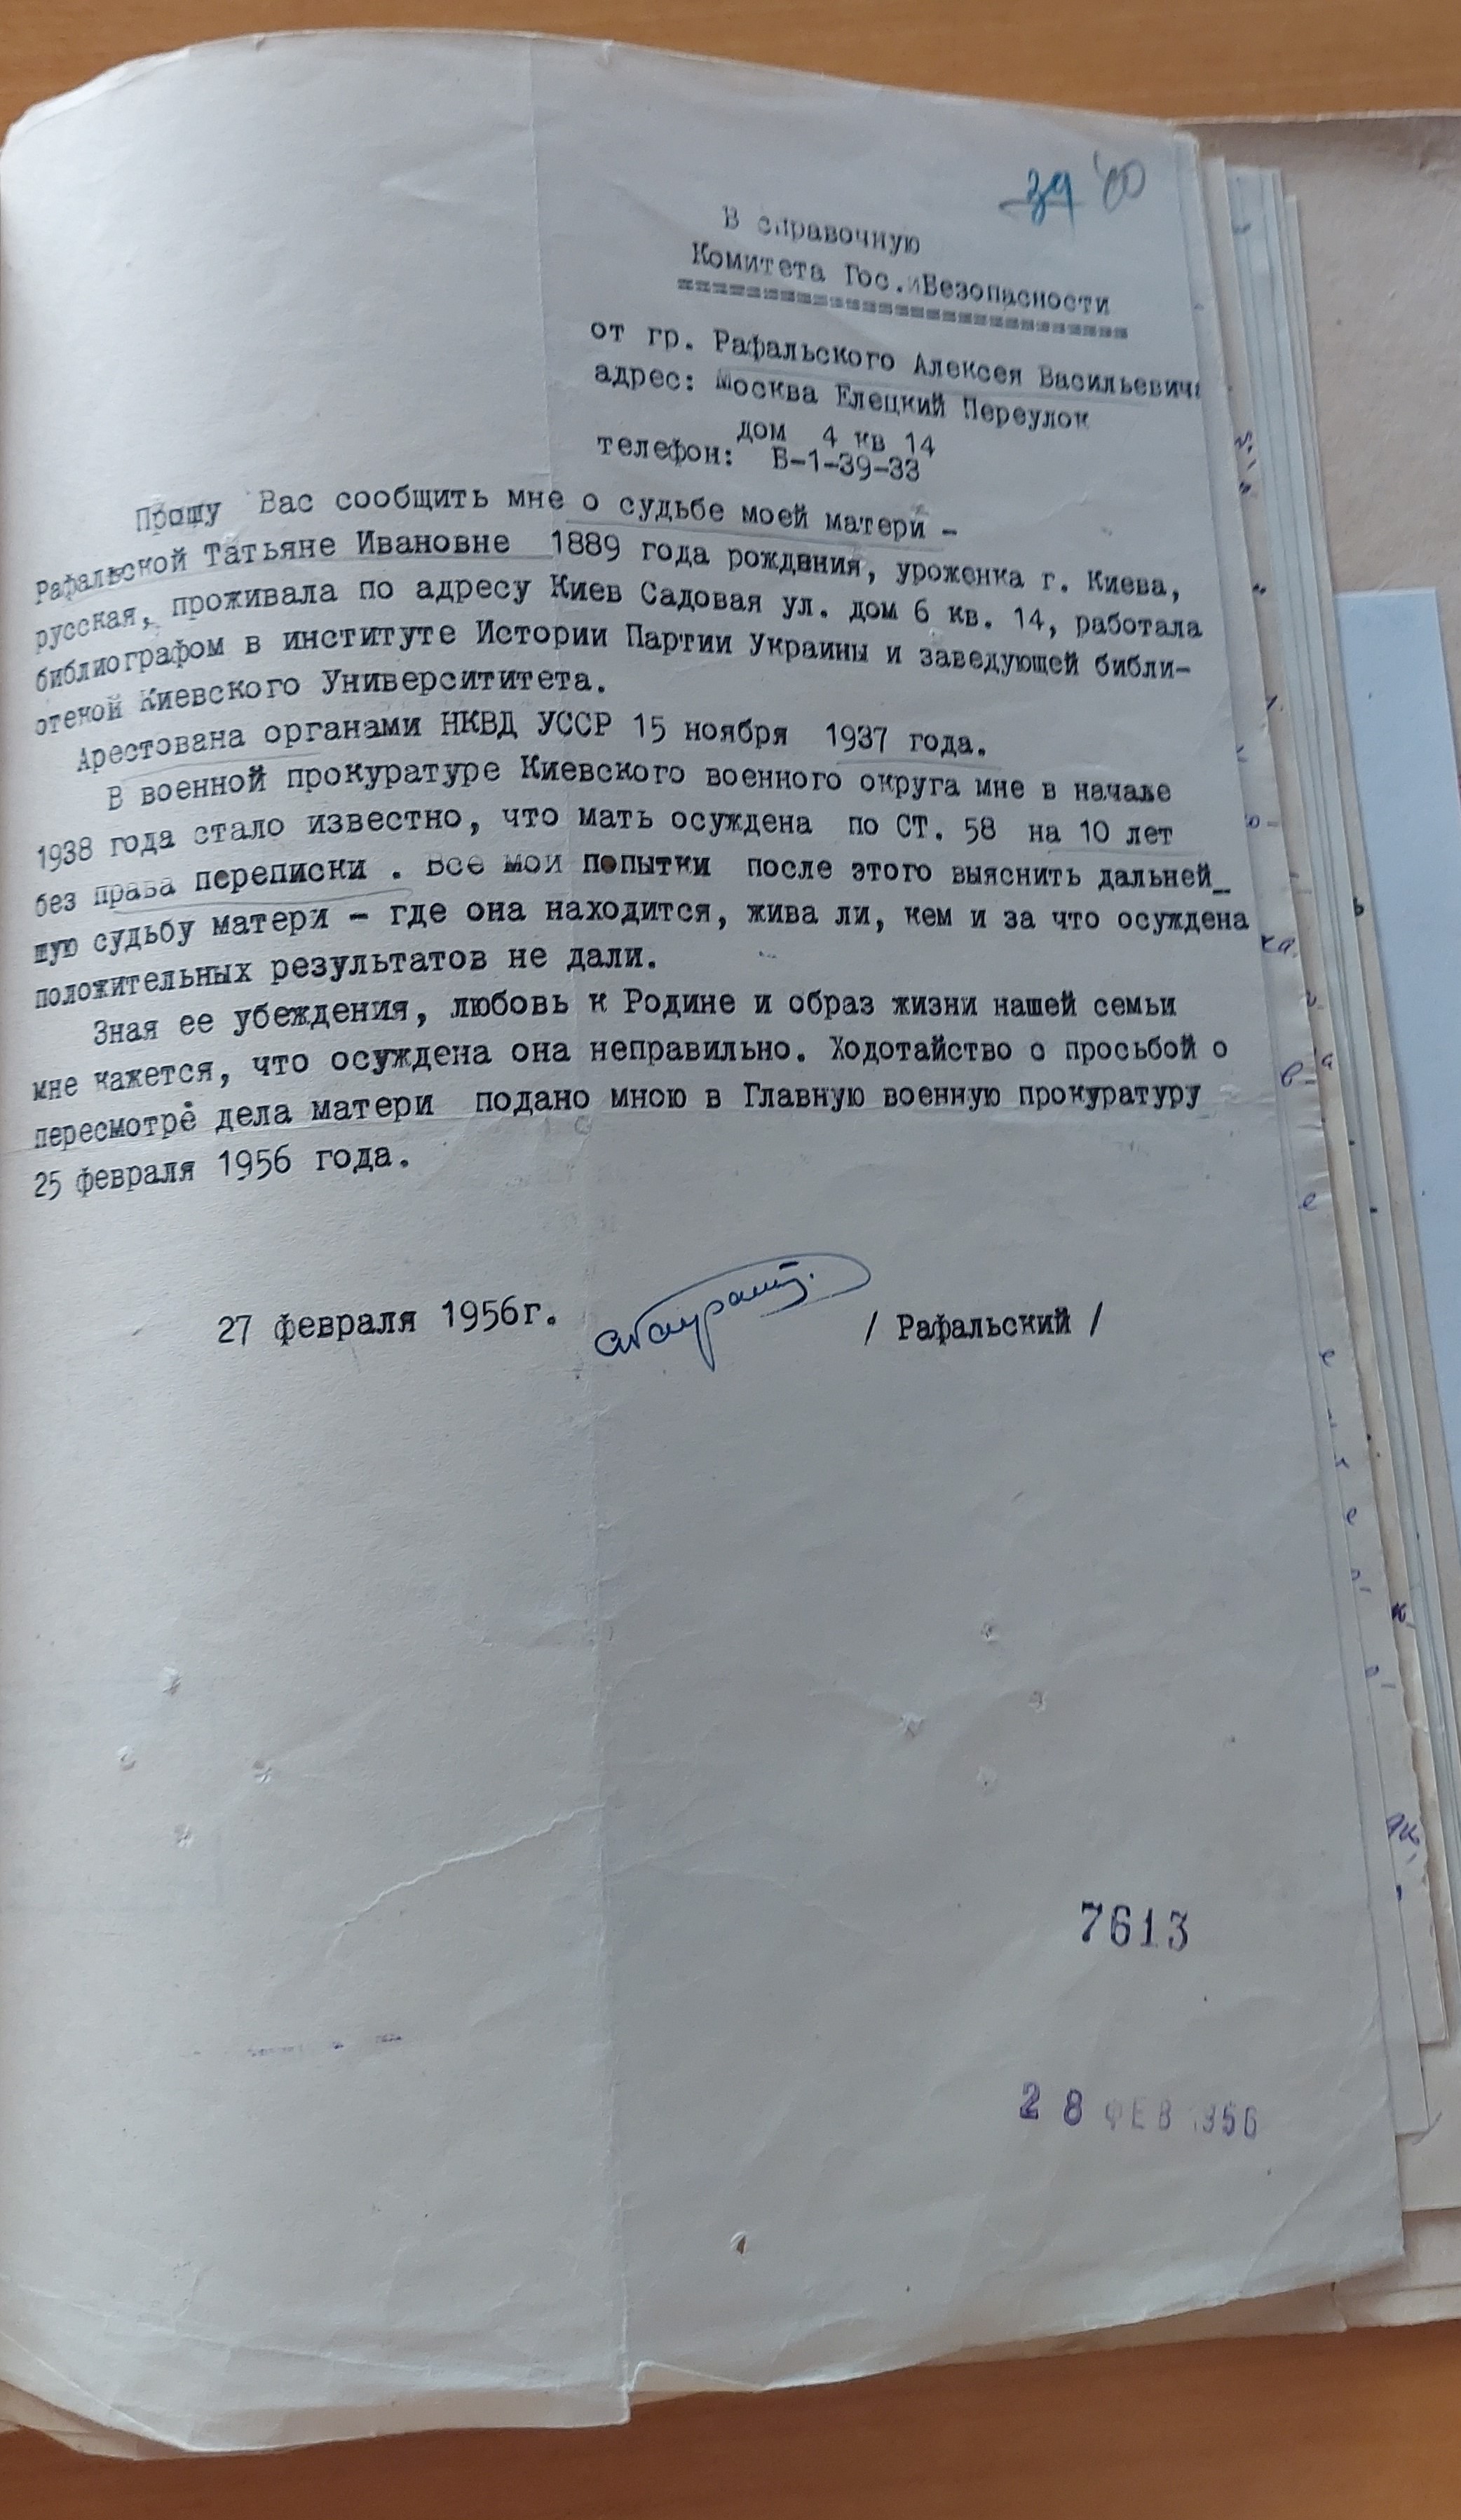 39
В справочную
Комитета Гос. Безопасности
==============================
от гр. Рафальского Алексея Васильевича
адрес: Москва Елецкий Переулок
дом 4 кв 14
телефон: В-1-39-33
Прошу Вас сообщить мне о судьбе моей матери -
Рафальской Татьяне Ивановне 1889 года рождвния, уроженка г. Киева,
русская, проживала по адресу Киев Садовая ул. дом 6 кв. 14, работала
библиографом в институте Истории Партии Украины и заведующей библи-
отекой Киевского Университитета.
Арестована органами НКВД УССР 15 ноября 1937 года.
В военной прокуратуре Киевского военного округа мне в начале
1938 года стало известно, что мать осуждена по СТ. 58 на 10 лет
без права переписки . Все мои попытки после этого выяснить дальней_
шую судьбу матери - где она находится, жива ли, кем и за что осуждена
положительных результатов не дали.
Зная ее убеждения, любовь к Родине и образ жизни нашей семьи
мне кажется, что осуждена она неправильно. Ходотайство о просьбой о
пересмотре дела матери подано мною в Главную военную прокуратуру
25 февраля 1956 года.
27 февраля 1956г. / Рафальский /
7613
28 ФЕВ 1956